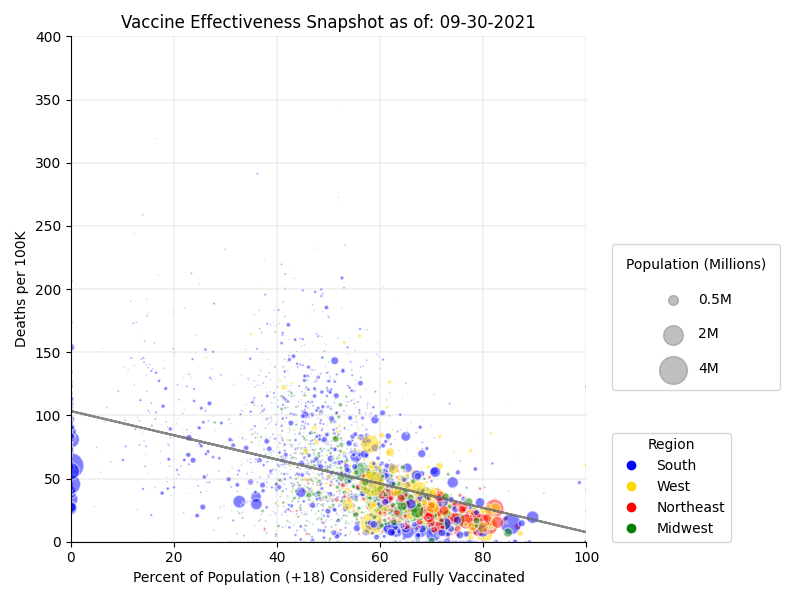 Vaccine Effectiveness Snapshot as of: 09-30-2021
Deaths per 100K
400
350
300
250
200
150
100
50
0
0 20 40 60 80 100
Percent of Population (+18) Considered Fully Vaccinated
Population (Millions)
0.5M
2M
4M
Region
South
West
Northeast
Midwest